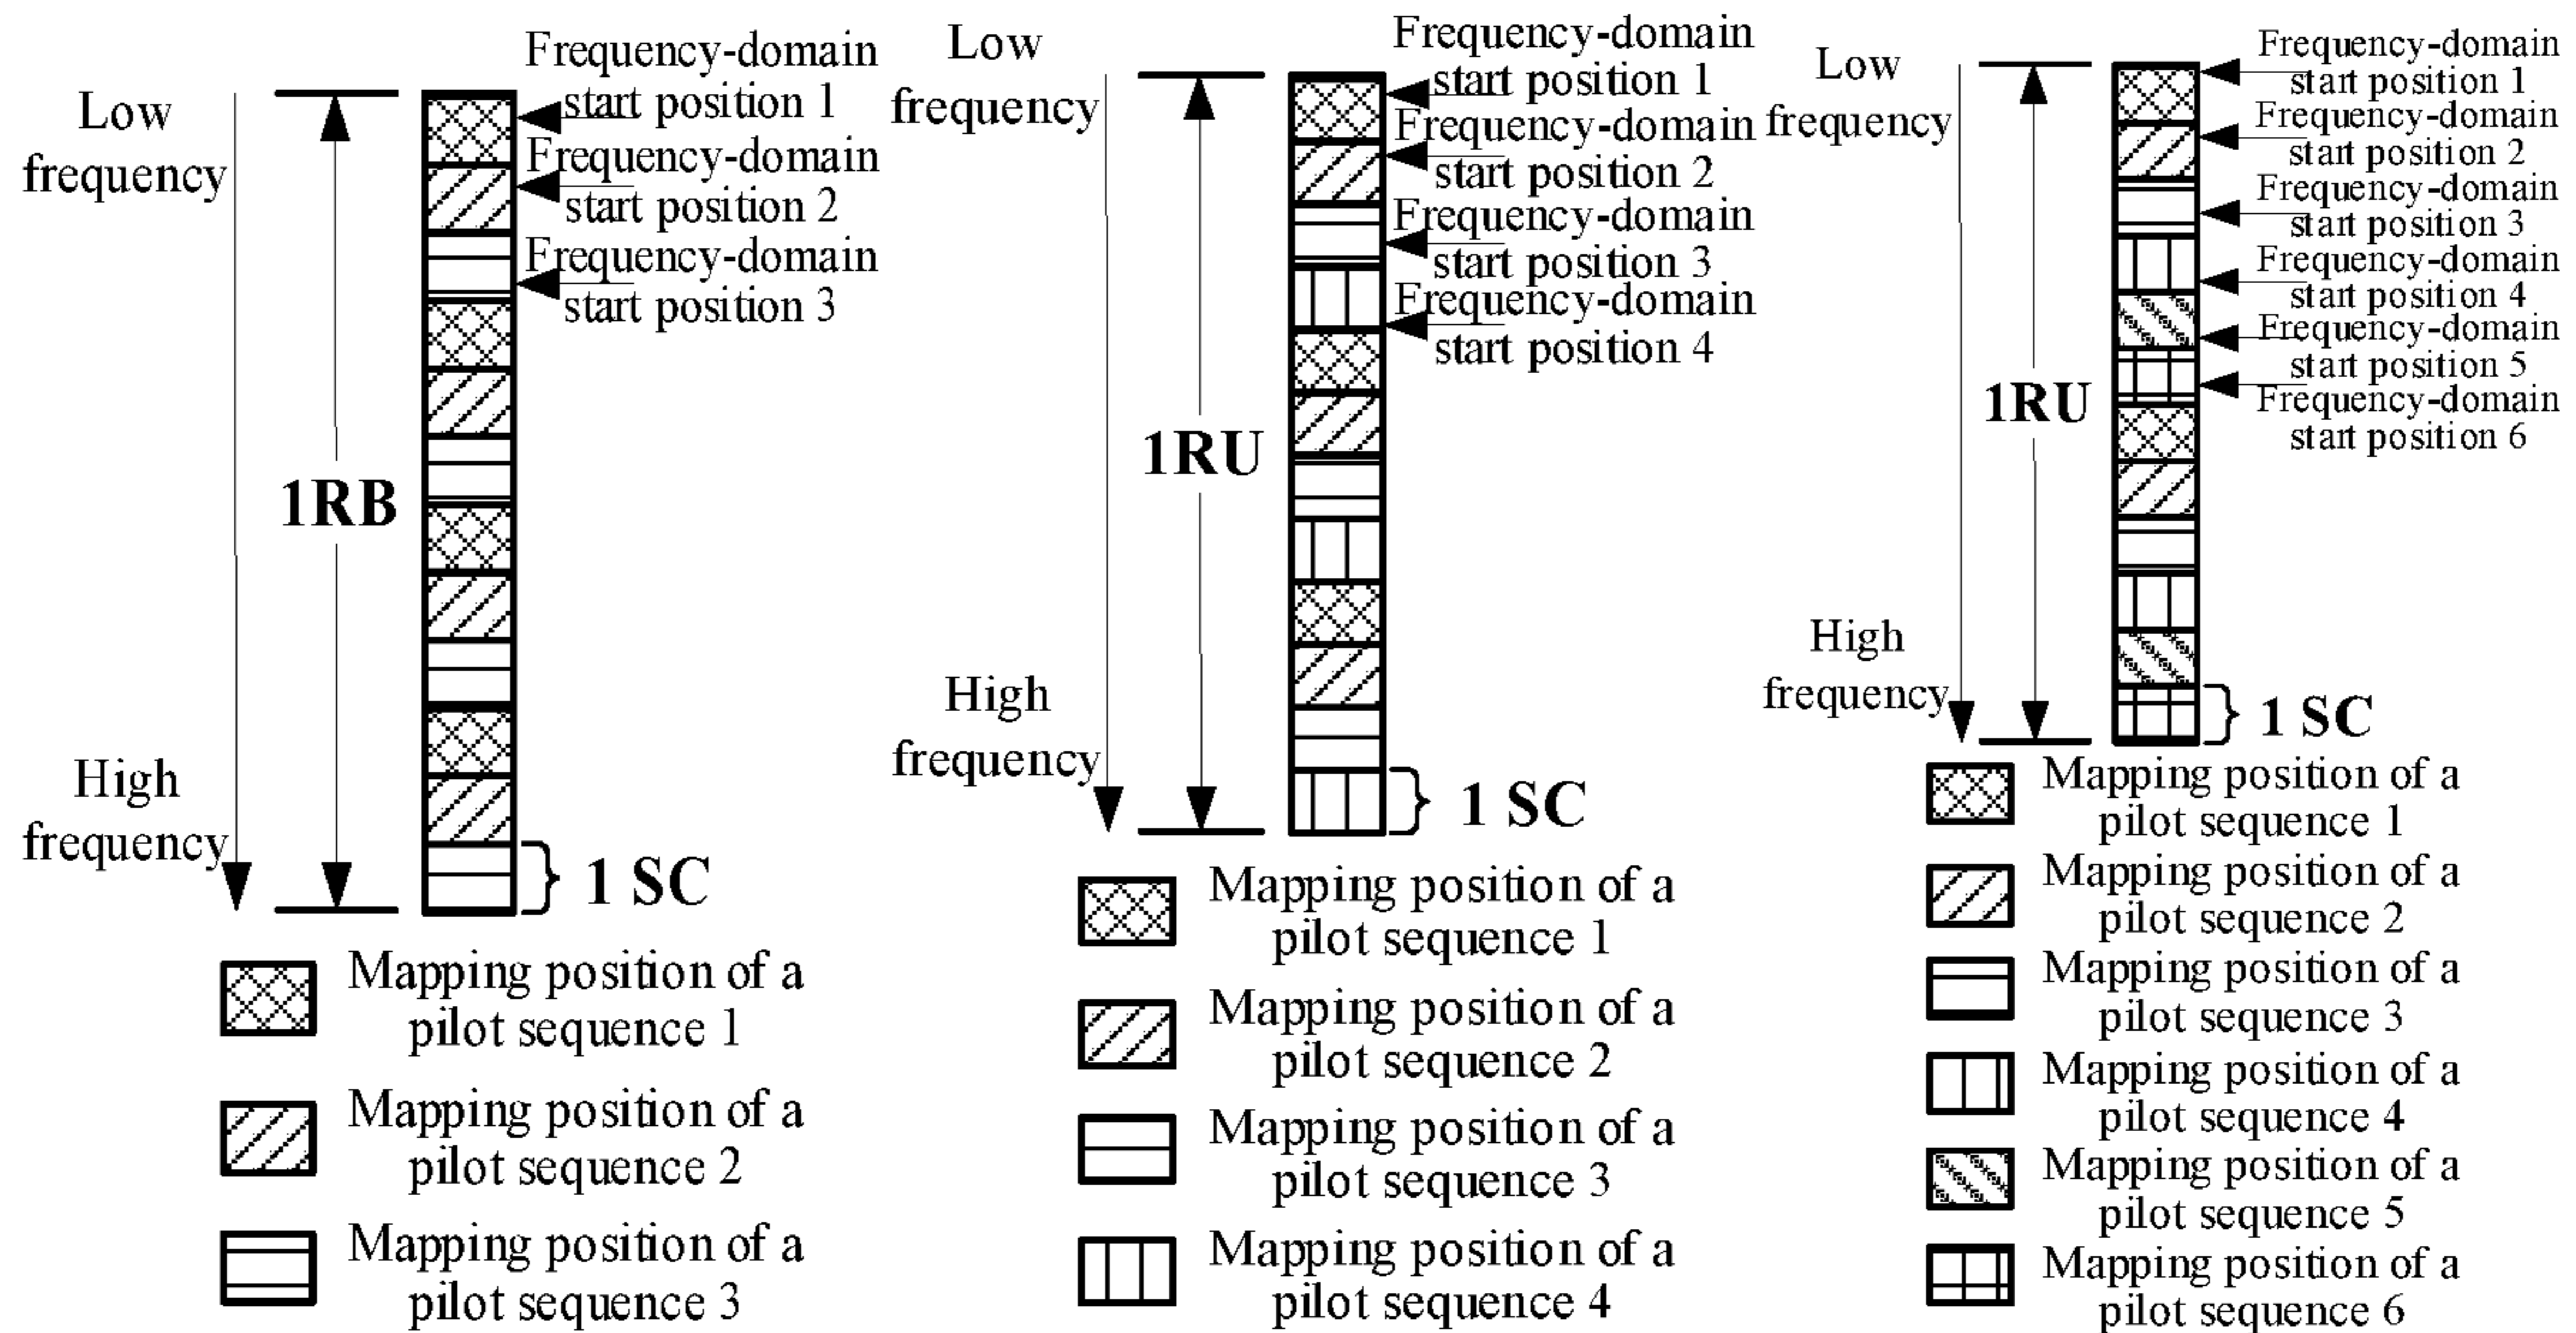 Low
frequency
1RB
High
frequency
Frequency-domain
start position 1
Frequency-domain
start position 2
Frequency-domain
start position 3
1 SC
Mapping position of a
pilot sequence 1
Mapping position of a
pilot sequence 2
Mapping position of a
pilot sequence 3
Low
frequency
1RU
High
frequency
Frequency-domain
start position 1
Frequency-domain
start position 2
Frequency-domain
start position 3
Frequency-domain
start position 4
1 SC
Mapping position of a
pilot sequence 1
Mapping position of a
pilot sequence 2
Mapping position of a
pilot sequence 3
Mapping position of a
pilot sequence 4
Low
frequency
1RU
High
frequency
Frequency-domain
start position 1
Frequency-domain
start position 2
Frequency-domain
start position 3
Frequency-domain
start position 4
Frequency-domain
start position 5
Frequency-domain
start position 6
1 SC
Mapping position of a
pilot sequence 1
Mapping position of a
pilot sequence 2
Mapping position of a
pilot sequence 3
Mapping position of a
pilot sequence 4
Mapping position of a
pilot sequence 5
Mapping position of a
pilot sequence 6